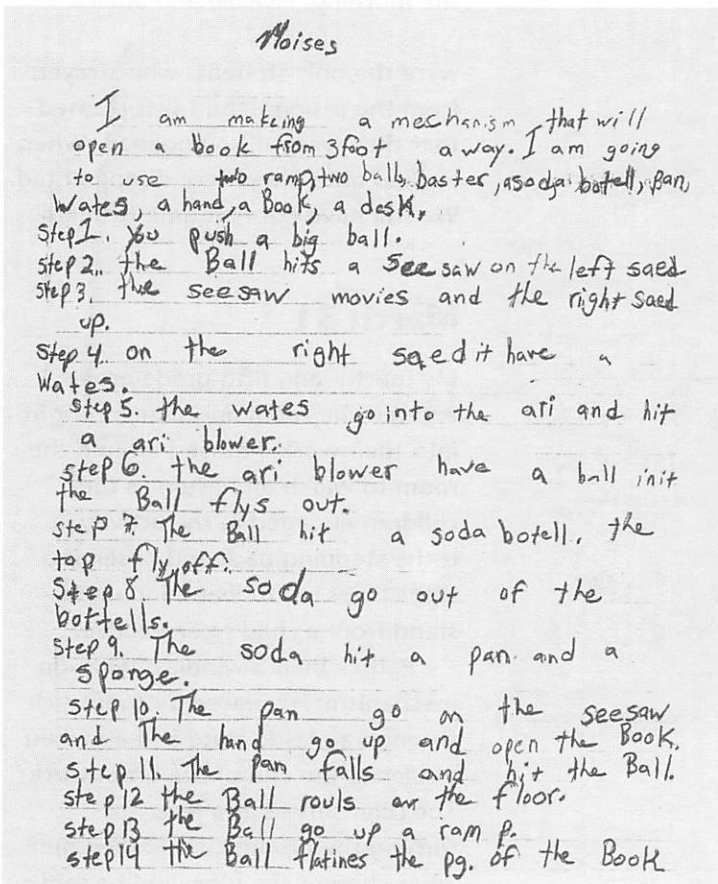 Moises
I am making a mechanism that will
open a book from 3foot away. I am going
to use two ramp, two balls, baster, a soda botell, pan,
Wates, a hand, a Book, a desk,
Step1. You push a big ball.
step 2. the Ball hits a See saw on the left saed
step 3. the seesaw movies and the right saed
up.
step 4. on the right saed it have a
Wates.
step 5. the wates go into the ari and hit
a ari blower.
step 6. the ari blower have a ball init
the Ball flys out.
step 7. The Ball hit a soda botell. the
top fly off.
Step 8. The soda go out of the
bottells.
step 9. The soda hit a pan. and a
sponge.
step 10. The pan go on the seesaw
and The hand go up and open the Book.
step 11. The pan falls and hit the Ball.
step 12 the Ball rouls on the floor.
step 13 the Ball go up a ramp.
step 14 the Ball flatines the pg. of the Book